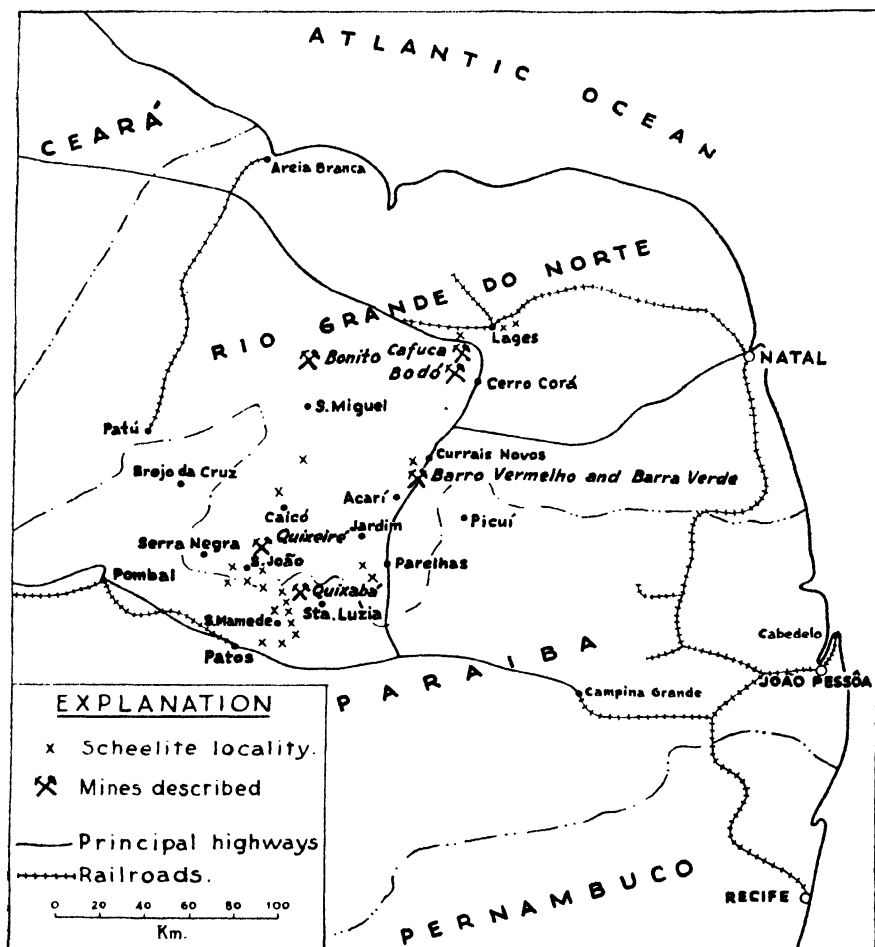 ATLANTIC OCEAN
CEARÁ
Areia Branca
RIO GRANDE DO NORTE
Lages
Bonito
Cafuca
Bodó
NATAL
Cerro Corá
S. Miguel
Patú
Currais Novos
Brejo da Cruz
Barro Vermelho and Barra Verde
Acarí
Caicó
Picuí
Jardim
Quixeiré
Serra Negra
S. João
Parelhas
Pombal
Quixabá
Sta. Luzia
S. Mamede
Cabedelo
Patos
JOÃO PESSÔA
PARAIBA
Campina Grande
EXPLANATION
x Scheelite locality.
Mines described
Principal highways
Railroads.
0 20 40 60 80 100
Km.
PERNAMBUCO
RECIFE